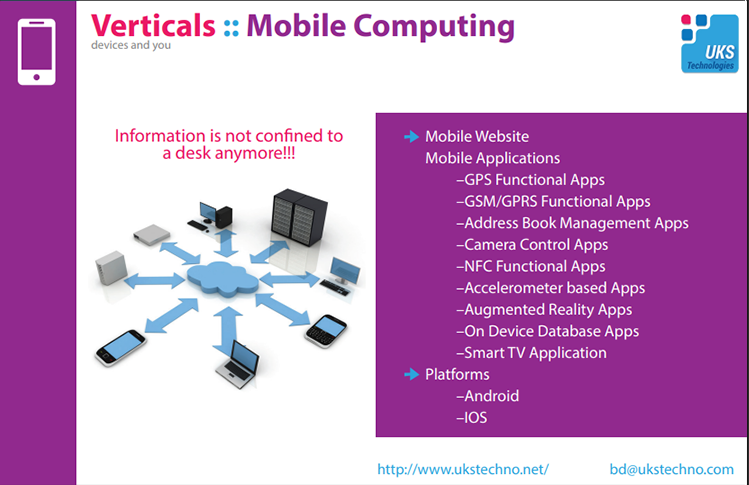 Verticals :: Mobile Computing
devices and you
UKS
Technologies
Information is not confined to
a desk anymore!!!
Mobile Website
Mobile Applications
–GPS Functional Apps
–GSM/GPRS Functional Apps
–Address Book Management Apps
–Camera Control Apps
–NFC Functional Apps
–Accelerometer based Apps
–Augmented Reality Apps
–On Device Database Apps
–Smart TV Application
Platforms
–Android
–IOS
http://www.ukstechno.net/
bd@ukstechno.com